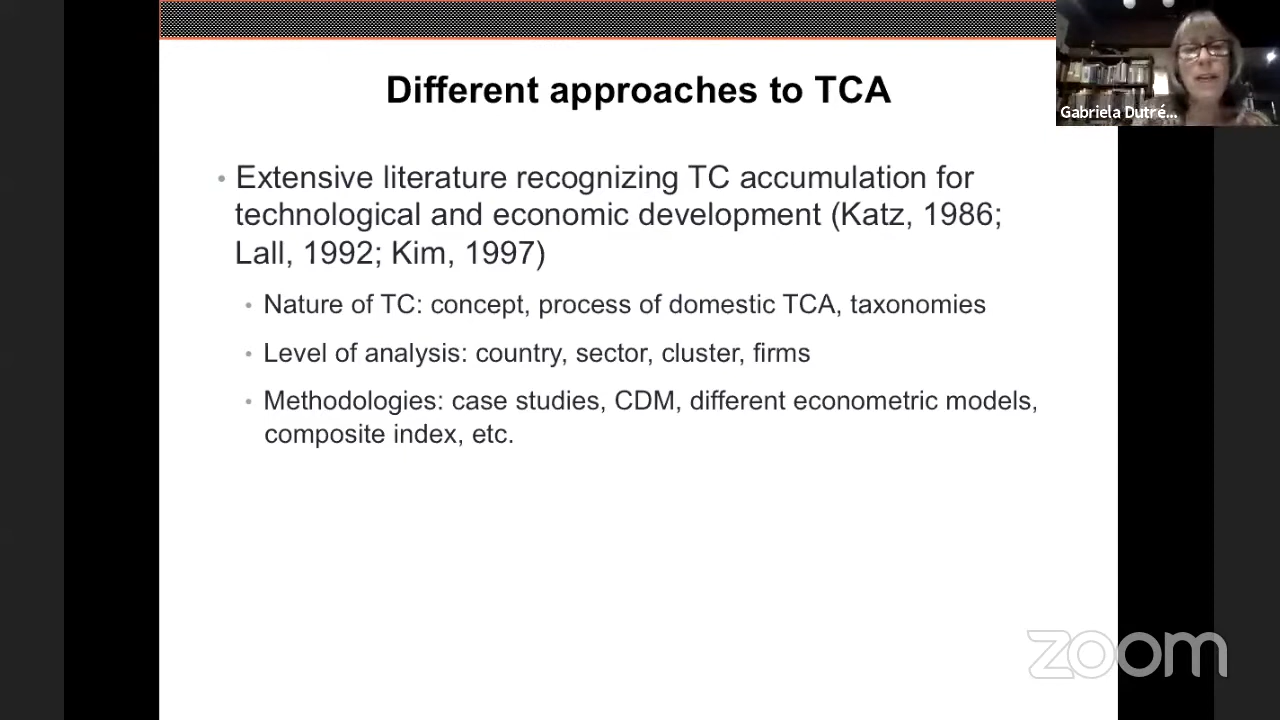 Different approaches to TCA
Gabriela Dutré...
• Extensive literature recognizing TC accumulation for
technological and economic development (Katz, 1986;
Lall, 1992; Kim, 1997)
• Nature of TC: concept, process of domestic TCA, taxonomies
• Level of analysis: country, sector, cluster, firms
• Methodologies: case studies, CDM, different econometric models,
composite index, etc.
zoom